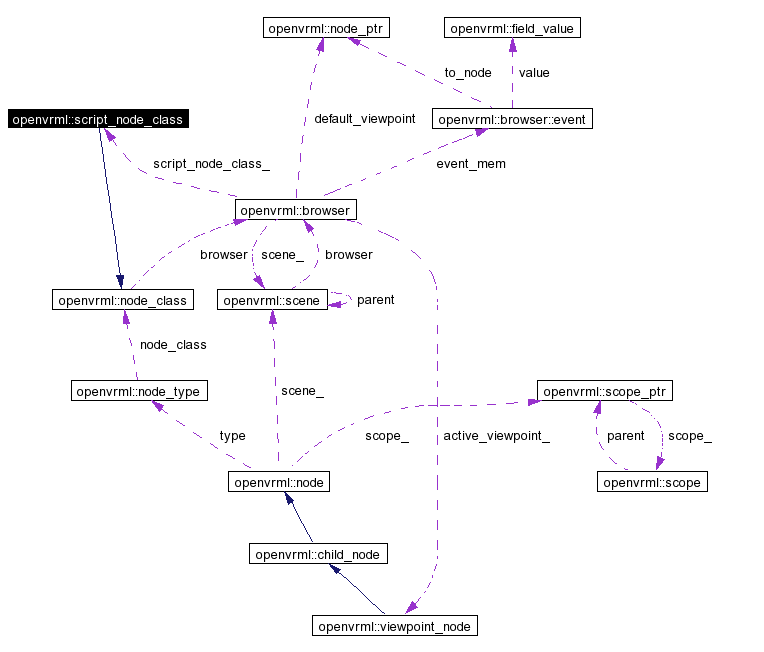 openvrml::node_ptr
openvrml::field_value
to_node
value
openvrml::script_node_class
default_viewpoint
openvrml::browser::event
script_node_class_
event_mem
openvrml::browser
browser
scene_
browser
openvrml::node_class
openvrml::scene
parent
node_class
openvrml::node_type
scene_
openvrml::scope_ptr
type
scope_
active_viewpoint_
parent
scope_
openvrml::node
openvrml::scope
openvrml::child_node
openvrml::viewpoint_node